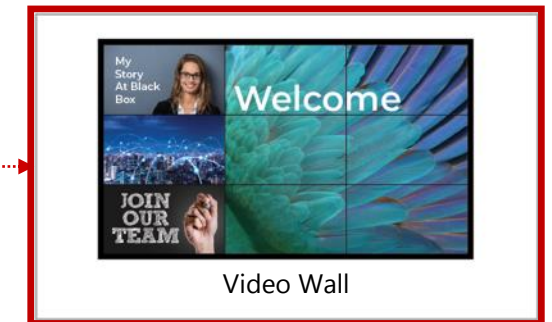 My
Story
At Black
Box
Welcome
JOIN
OUR
TEAM
Video Wall